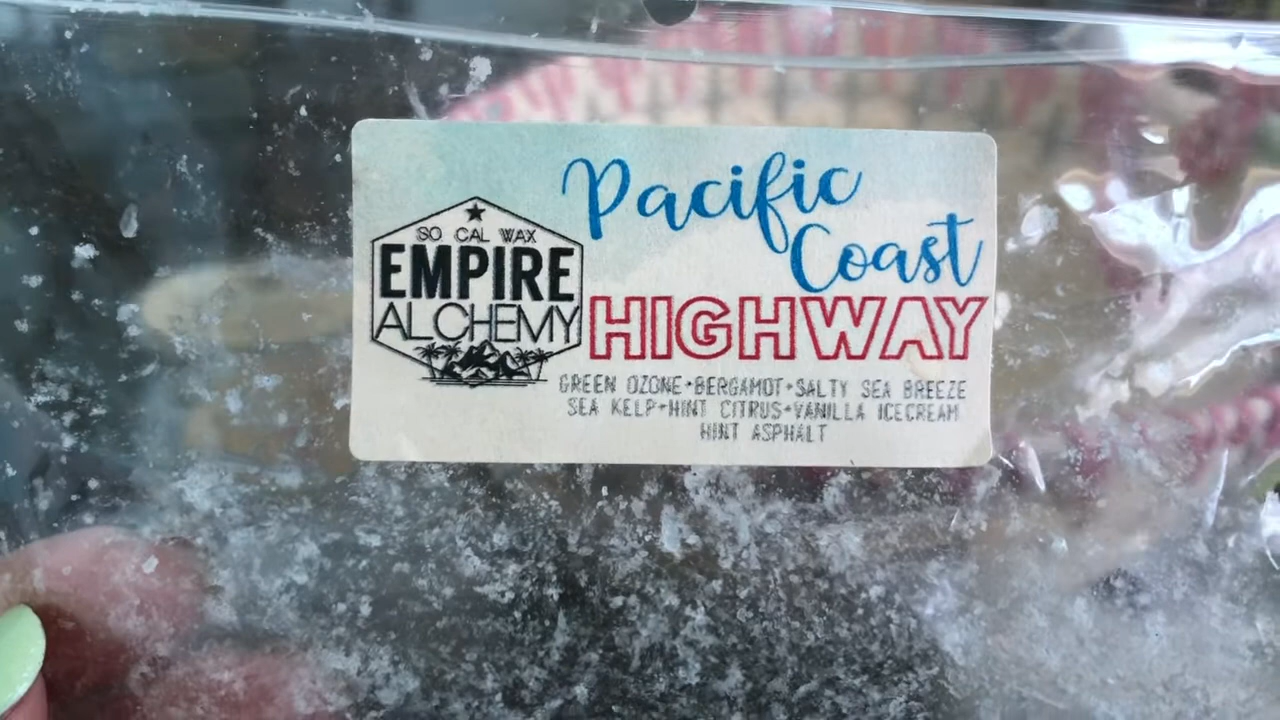 Pacific
Coast
HIGHWAY
SO CAL WAX
EMPIRE
ALCHEMY
GREEN OZONE•BERGAMOT•SALTY SEA BREEZE
SEA KELP•HINT CITRUS•VANILLA ICECREAM
HINT ASPHALT